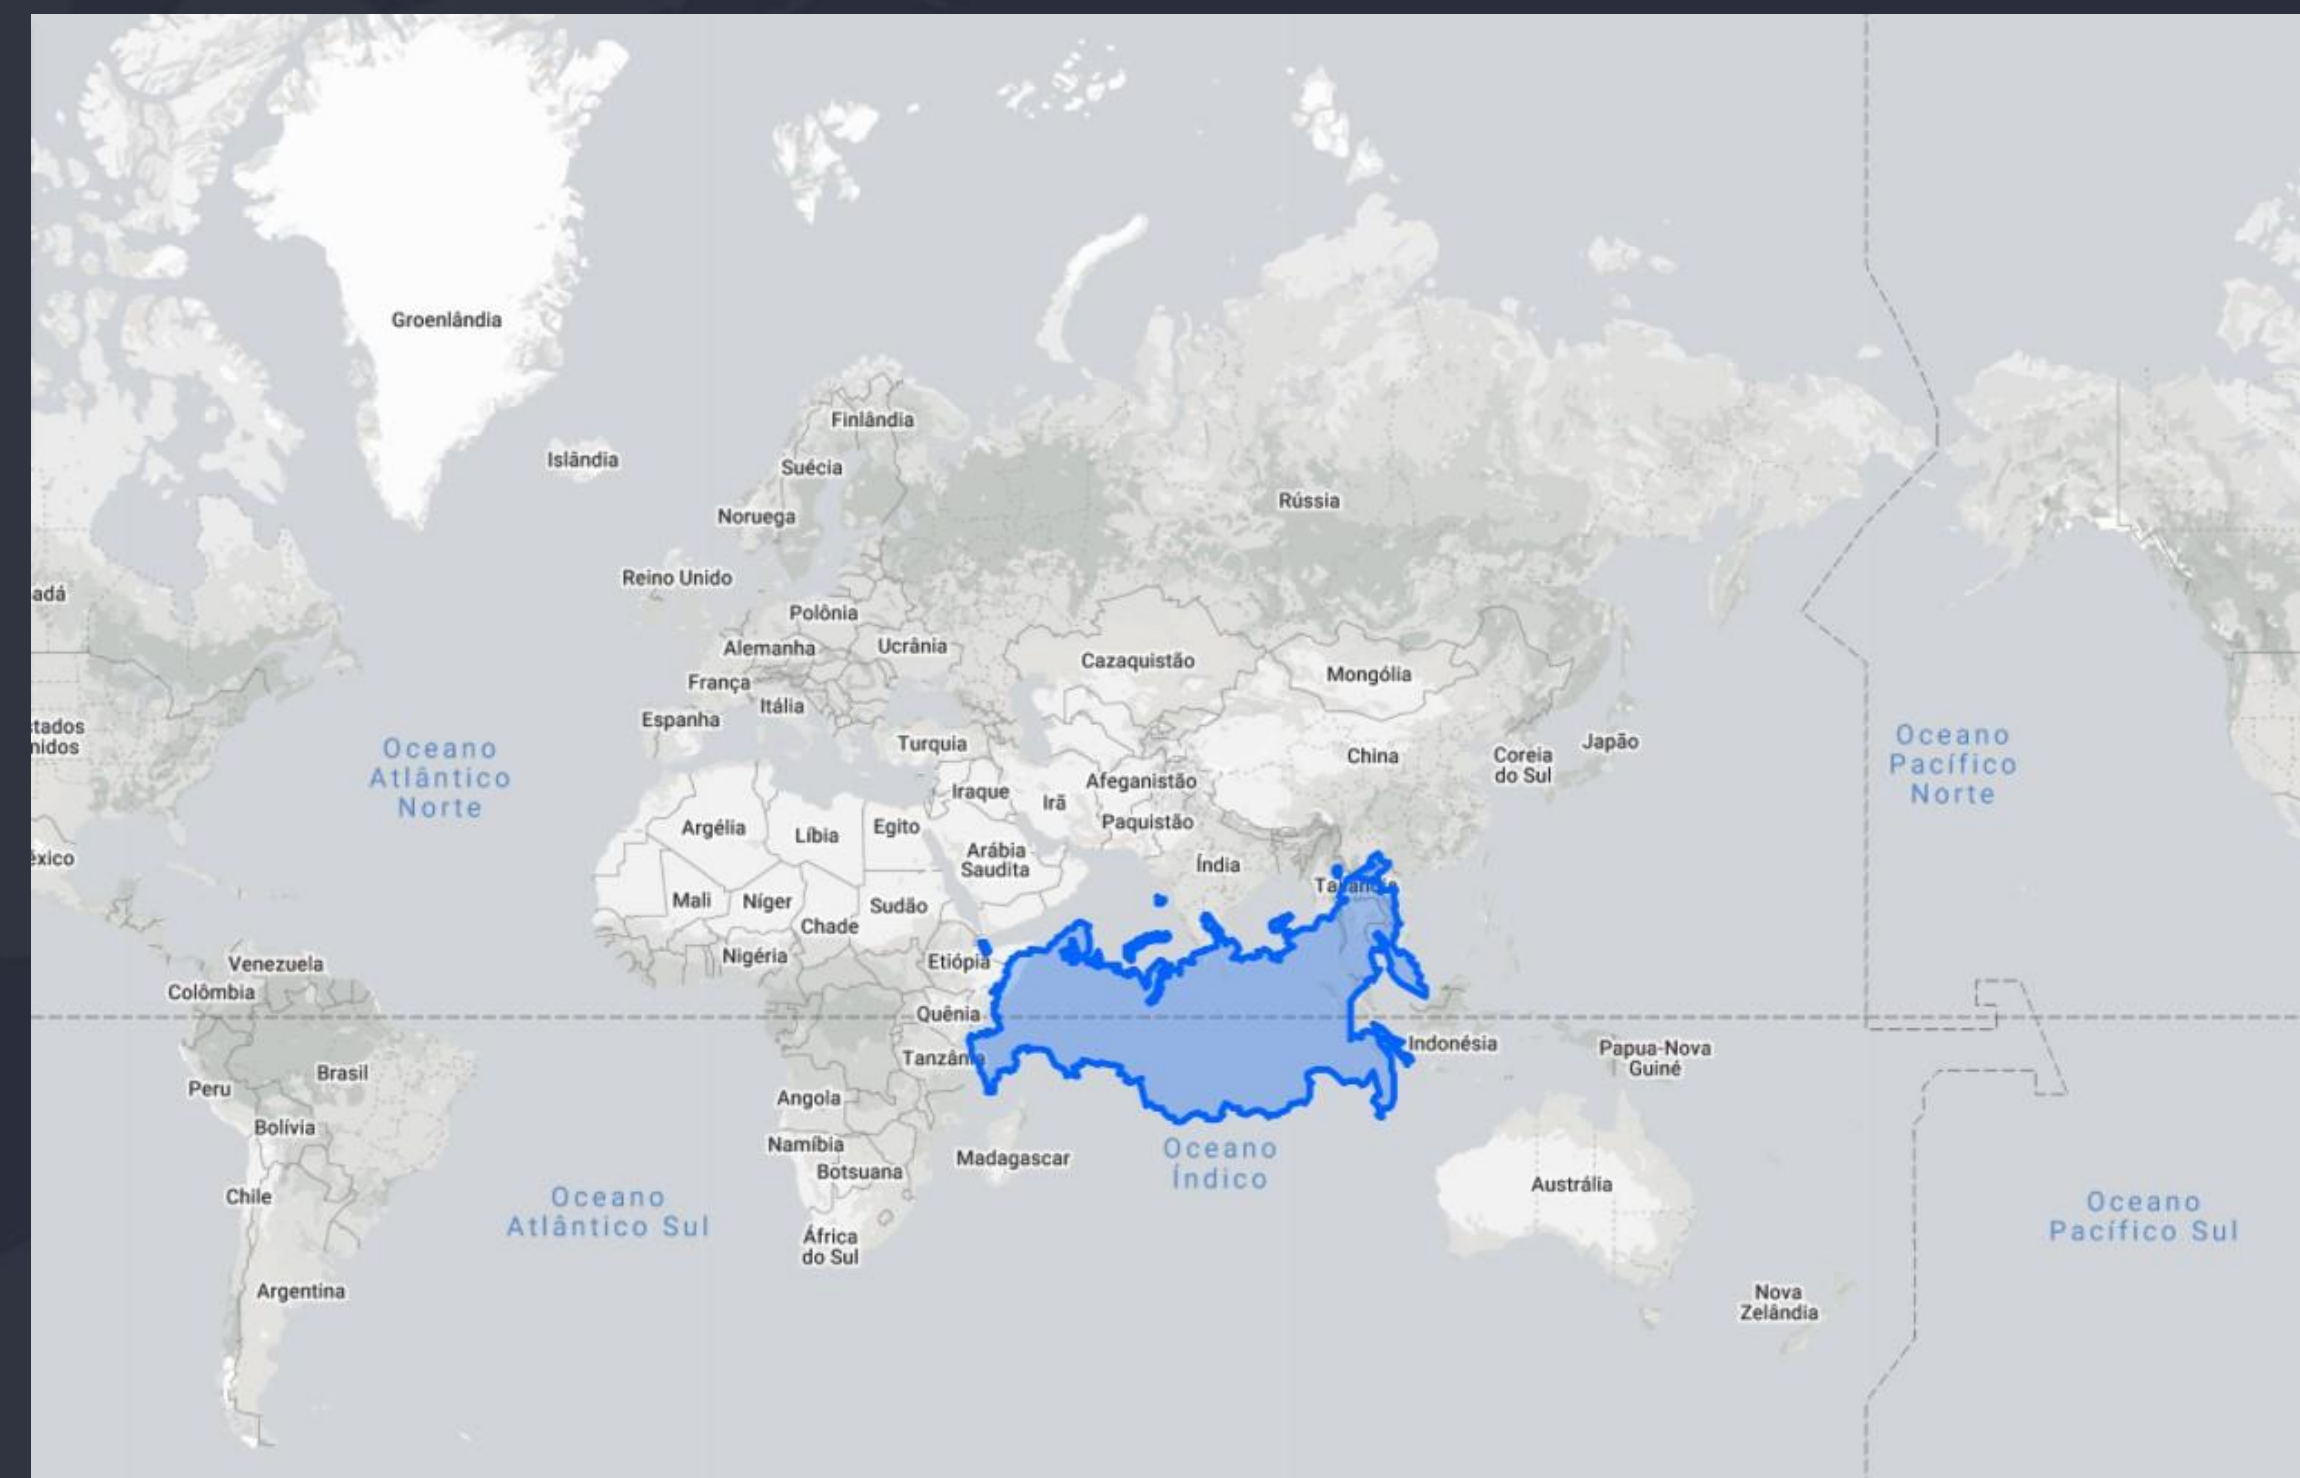 Groenlândia
Finlândia
Islândia
Suécia
Rússia
Noruega
Reino Unido
adá
Polônia
Alemanha
Ucrânia
Cazaquistão
Mongólia
França
Itália
Espanha
stados
nidos
Turquia
Oceano
Atlântico
Norte
China
Coreia
do Sul
Japão
Oceano
Pacífico
Norte
Iraque
Irã
Afeganistão
Paquistão
Argélia
Líbia
Egito
Arábia
Saudita
éxico
Índia
Mali
Níger
Sudão
Chade
Nigéria
Etiópia
Venezuela
Colômbia
Quênia
Indonésia
Papua-Nova
Guiné
Brasil
Peru
Angola
Bolívia
Namíbia
Botsuana
Madagascar
Oceano
Índico
Austrália
Chile
Oceano
Atlântico Sul
Oceano
Pacífico Sul
África
do Sul
Argentina
Nova
Zelândia